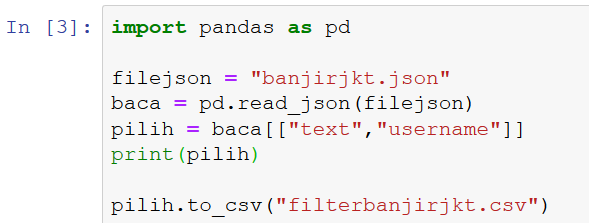 In [3]: import pandas as pd
filejson = "banjirjkt.json"
baca = pd.read_json(filejson)
pilih = baca[["text","username"]]
print(pilih)
pilih.to_csv("filterbanjirjkt.csv")